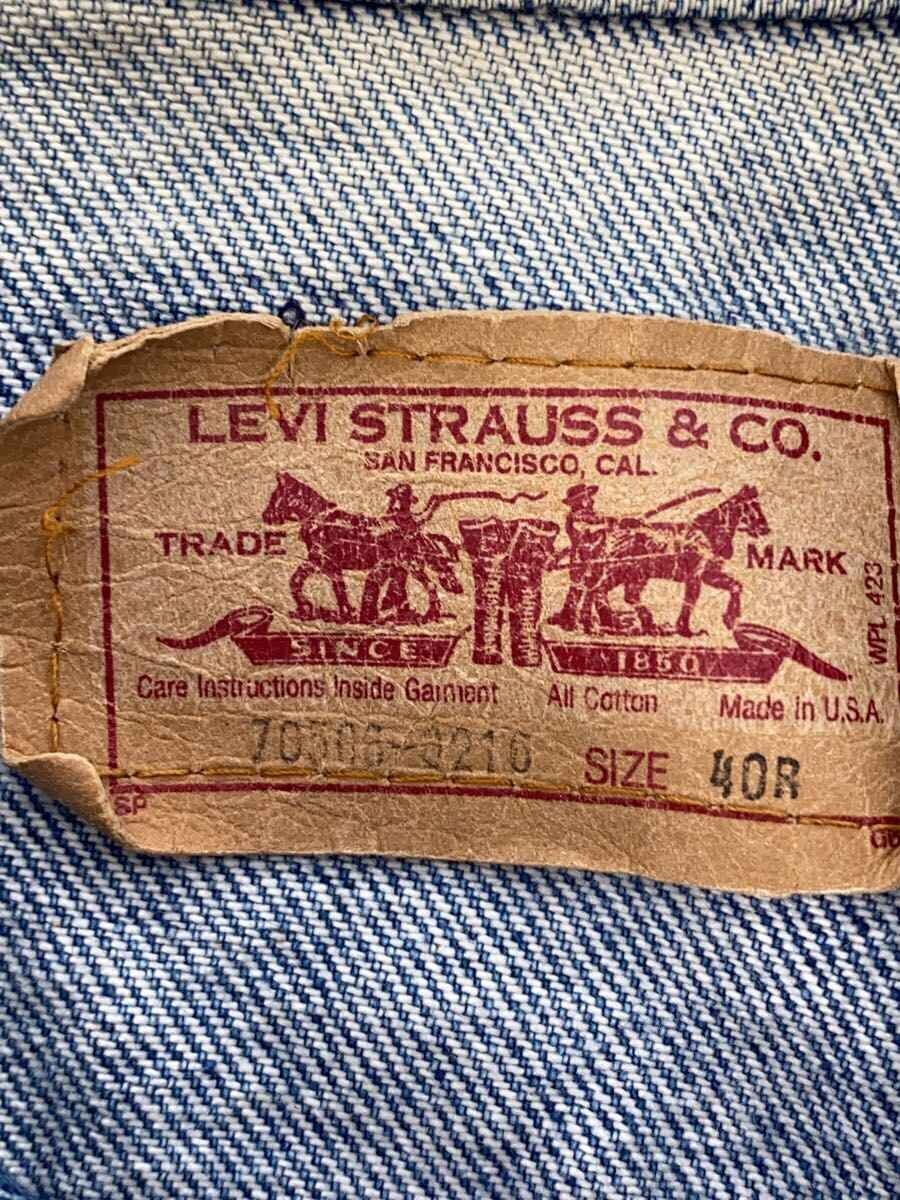 LEVI STRAUSS & CO.
SAN FRANCISCO, CAL.
TRADE MARK
WPL 423
SINCE 1850
Care Instructions Inside Garment All Cotton Made in U.S.A.
SIZE 40R
SP